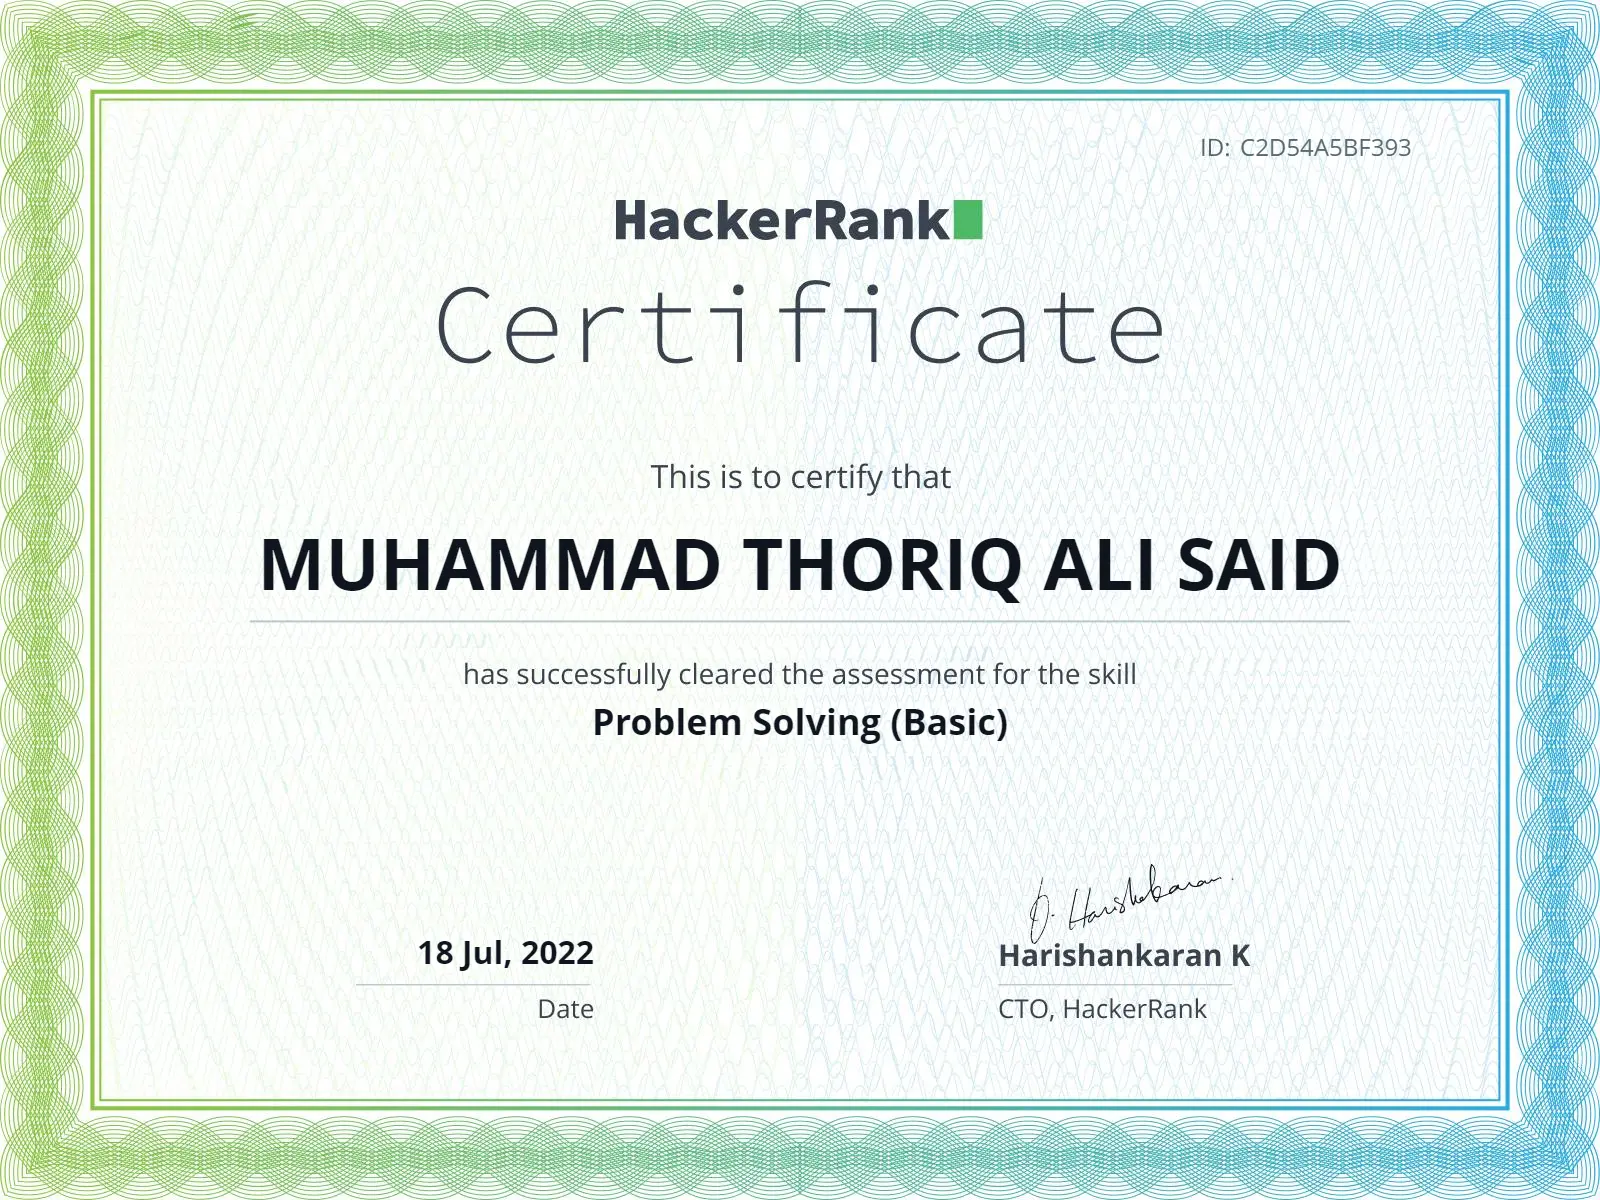 ID: C2D54A5BF393
HackerRank
Certificate
This is to certify that
MUHAMMAD THORIQ ALI SAID
has successfully cleared the assessment for the skill
Problem Solving (Basic)
18 Jul, 2022
Date
Harishankaran K
CTO, HackerRank